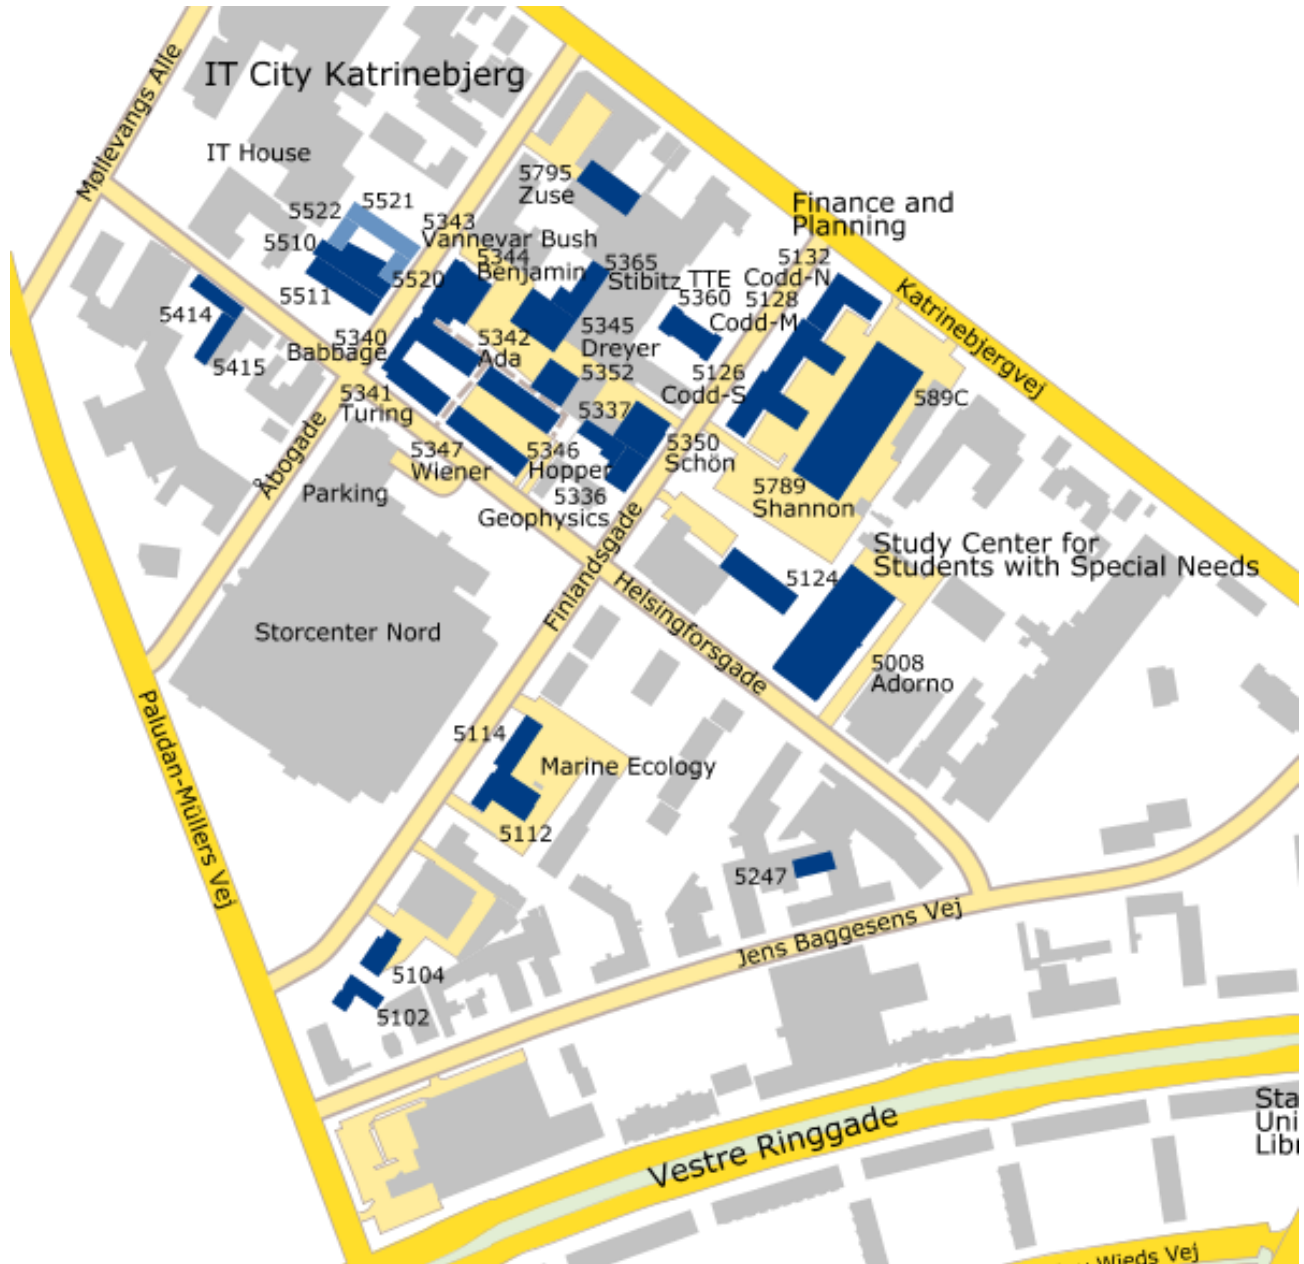 IT City Katrinebjerg
Møllevangs Alle
IT House
5795
Zuse
5521
5522
5343
Vannevar Bush
5510
5344
Benjamin
5520
5511
5365
Stibitz
TTE
5360
Finance and
Planning
5132
Codd-N
5128
Codd-M
Katrinebjergvej
5414
5415
5340
Babbage
5342
Ada
5345
Dreyer
5352
5126
Codd-S
589C
5341
Turing
5337
5347
Wiener
5346
Hopper
5350
Schön
Åbogade
Parking
5336
Geophysics
5789
Shannon
Study Center for
Students with Special Needs
5124
Finlandsgade
Helsingforsgade
Storcenter Nord
5008
Adorno
Paludan-Müllers Vej
5114
Marine Ecology
5112
5247
Jens Baggesens Vej
5104
5102
Vestre Ringgade
Sta
Uni
Libr
Wieds Vej